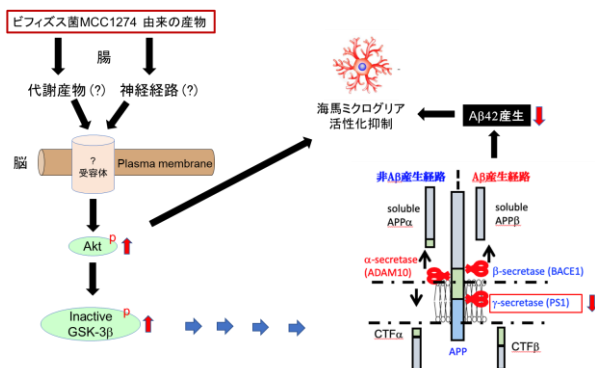 ビフィズス菌MCC1274 由来の産物
腸
代謝産物(?)
神経経路(?)
脳
?
受容体
Plasma membrane
Akt
p
Inactive
GSK-3β
p
海馬ミクログリア
活性化抑制
Aβ42産生
非Aβ産生経路
Aβ産生経路
soluble
APPα
soluble
APPβ
α-secretase
(ADAM10)
β-secretase (BACE1)
γ-secretase (PS1)
CTFα
APP
CTFβ